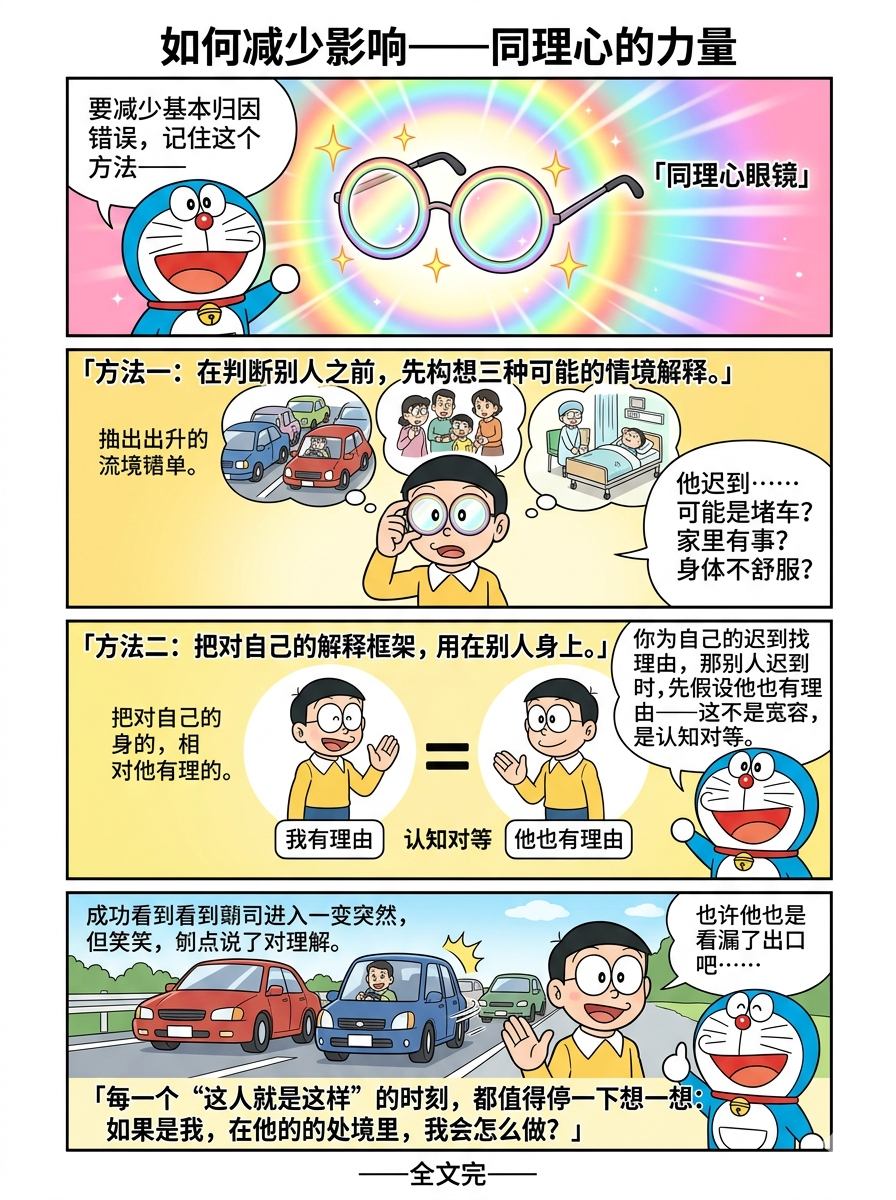 如何减少影响——同理心的力量
要减少基本归因
错误，记住这个
方法——
「同理心眼镜」
「方法一：在判断别人之前，先构想三种可能的情境解释。」
抽出出升的
流境错单。
他迟到……
可能是堵车？
家里有事？
身体不舒服？
「方法二：把对自己的解释框架，用在别人身上。」
你为自己的迟到找
理由，那别人迟到
时，先假设他也有理
由——这不是宽容，
是认知对等。
把对自己的
身的，相
对他有理的。
=
我有理由
认知对等
他也有理由
成功看到看到司进入一变突然，
但笑笑，刨点说了对理解。
也许他也是
看漏了出口
吧……
「每一个“这人就是这样”的时刻，都值得停一下想一想：
如果是我，在他的的处境里，我会怎么做？」
——全文完——